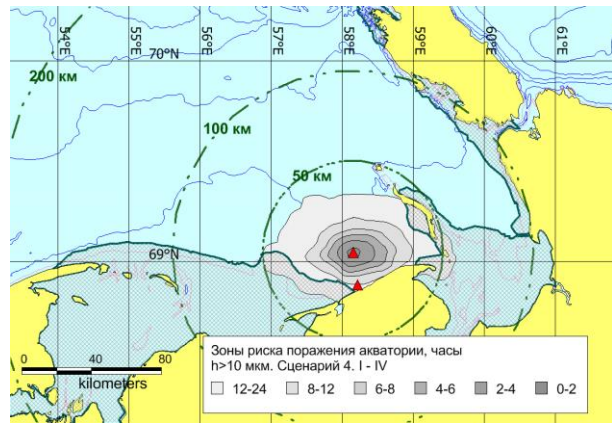 54°E 55°E 56°E 57°E 58°E 59°E 60°E 61°E
70°N
200 км
100 км
50 км
69°N
Зоны риска поражения акватории, часы
h>10 мкм. Сценарий 4. I - IV
12-24 8-12 6-8 4-6 2-4 0-2
0 40 80
kilometers